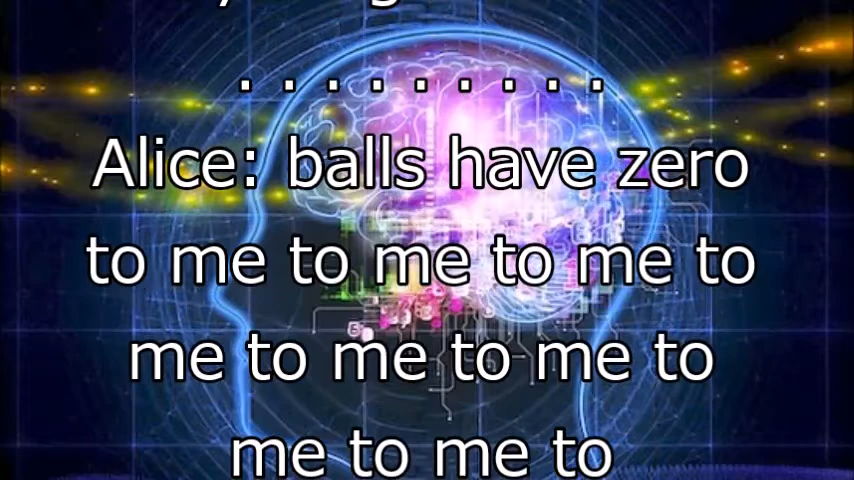 . . . . . . . . .
Alice: balls have zero
to me to me to me to
me to me to me to
me to me to